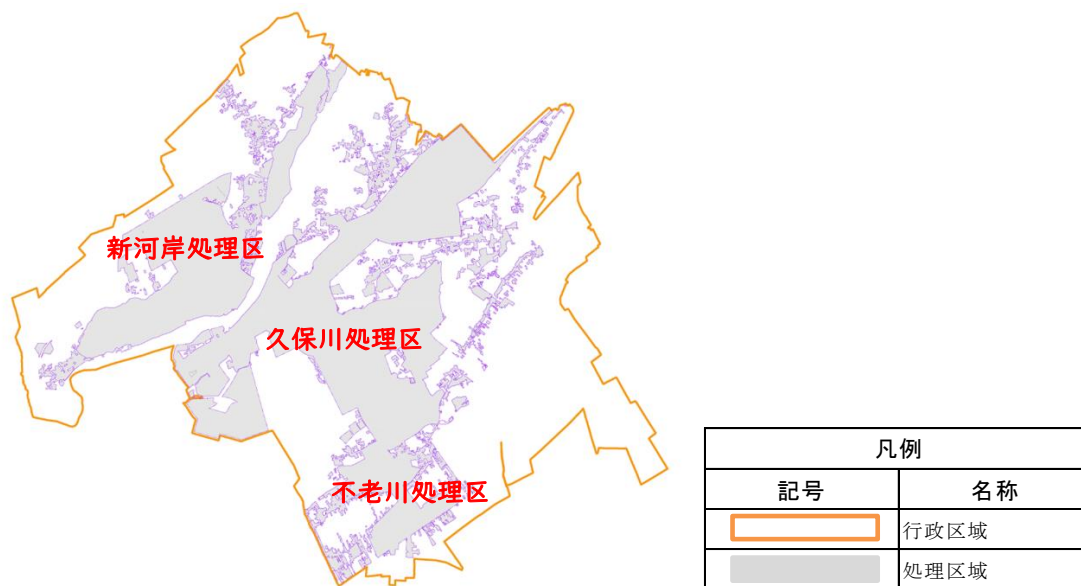 新河岸処理区
久保川処理区
不老川処理区
凡例
記号 名称
行政区域
処理区域